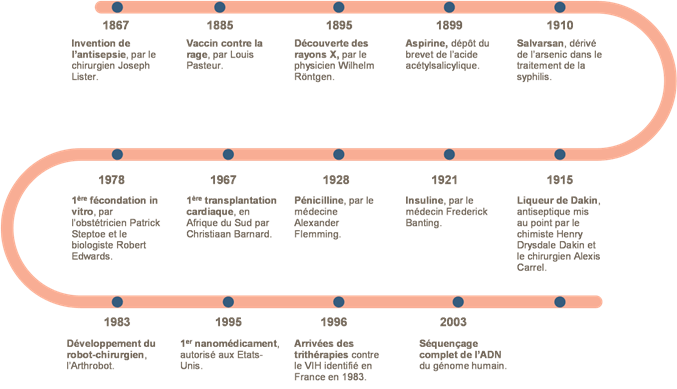 1867
Invention de
l'antisepsie, par le
chirurgien Joseph
Lister.
1885
Vaccin contre la
rage, par Louis
Pasteur.
1895
Découverte des
rayons X, par le
physicien Wilhelm
Röntgen.
1899
Aspirine, dépôt du
brevet de l'acide
acétylsalicylique.
1910
Salvarsan, dérivé
de l'arsenic dans le
traitement de la
syphilis.
1978
1ère fécondation in
vitro, par
l'obstétricien Patrick
Steptoe et le
biologiste Robert
Edwards.
1967
1ère transplantation
cardiaque, en
Afrique du Sud par
Christiaan Barnard.
1928
Pénicilline, par le
médecine
Alexander
Flemming.
1921
Insuline, par le
médecin Frederick
Banting.
1915
Liqueur de Dakin,
antiseptique mis
au point par le
chimiste Henry
Drysdale Dakin et
le chirurgien Alexis
Carrel.
1983
Développement du
robot-chirurgien,
l'Arthrobot.
1995
1er nanomédicament,
autorisé aux Etats-
Unis.
1996
Arrivées des
trithérapies contre
le VIH identifié en
France en 1983.
2003
Séquençage
complet de l'ADN
du génome humain.